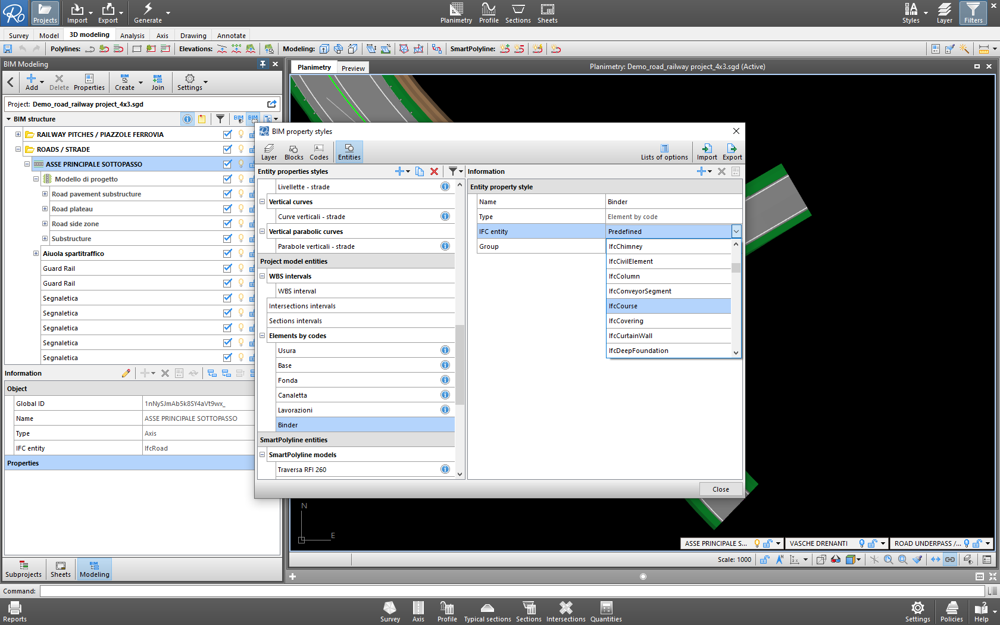 Ro
Projects
Import
Export
Generate
Planimetry
Profile
Sections
Sheets
Styles
Layer
Filters
Survey
Model
3D modeling
Analysis
Axis
Drawing
Annotate
Polylines:
Elevations:
Modeling:
SmartPolyline:
BIM Modeling
Add
Delete
Properties
BIM
Create
BIM
Join
Settings
Project: Demo_road_railway project_4x3.sgd
BIM structure
BIM
BIM
RAILWAY PITCHES / PIAZZOLE FERROVIA
ROADS / STRADE
ASSE PRINCIPALE SOTTOPASSO
Modello di progetto
Road pavement substructure
Road plateau
Road side zone
Substructure
Aiuola spartitraffico
Guard Rail
Guard Rail
Segnaletica
Segnaletica
Segnaletica
Segnaletica
Segnaletica
Information
Object
Global ID
1nNySJmAb5k8SY4aVt9wx_
Name
ASSE PRINCIPALE SOTTOPASSO
Type
Axis
IFC entity
IfcRoad
Properties
Subprojects
Sheets
BIM
Modeling
Planimetry
Preview
Planimetry: Demo_road_railway project_4x3.sgd (Active)
BIM property styles
Layer
Blocks
A...
Codes
Entities
Lists of options
Import
Export
Entity properties styles
Livellette - strade
Vertical curves
Curve verticali - strade
Vertical parabolic curves
Parabole verticali - strade
Project model entities
WBS intervals
WBS interval
Intersections intervals
Sections intervals
Elements by codes
Usura
Base
Fonda
Canaletta
Lavorazioni
Binder
SmartPolyline entities
SmartPolyline models
Traversa RFI 260
Information
Entity property style
Name
Binder
Type
Element by code
IFC entity
Predefined
Group
IfcChimney
IfcCivilElement
IfcColumn
IfcConveyorSegment
IfcCourse
IfcCovering
IfcCurtainWall
IfcDeepFoundation
Close
N
E
ASSE PRINCIPALE S...
VASCHE DRENANTI
ROAD UNDERPASS /...
Scale: 1000
Command:
Reports
Survey
Axis
Profile
Typical sections
Sections
Intersections
Quantities
Settings
Policies
Help